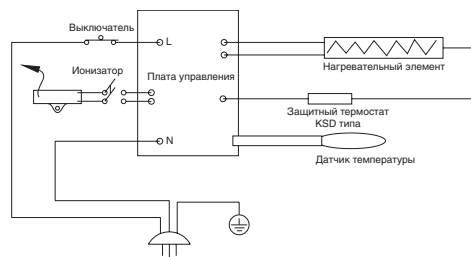 Выключатель
L
Ионизатор
Плата управления
Нагревательный элемент
Защитный термостат
KSD типа
N
Датчик температуры